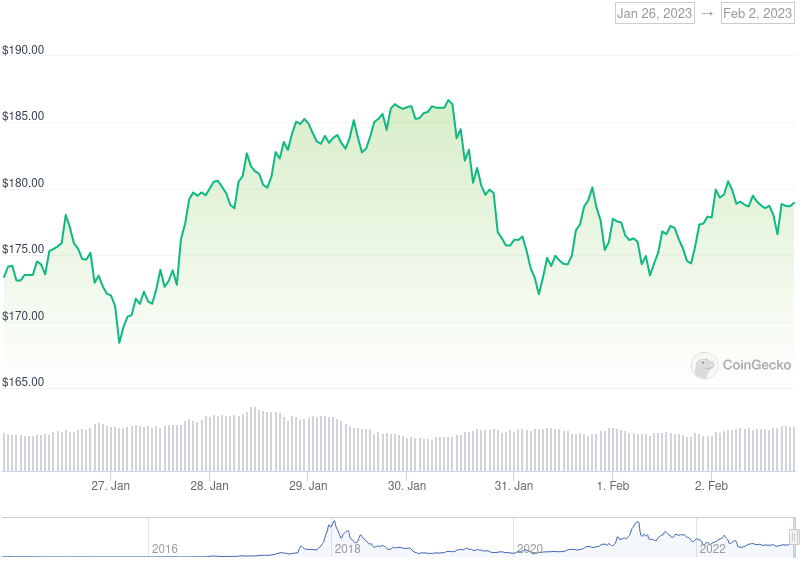 Jan 26, 2023 → Feb 2, 2023
$190.00
$185.00
$180.00
$175.00
$170.00
$165.00
CoinGecko
27. Jan 28. Jan 29. Jan 30. Jan 31. Jan 1. Feb 2. Feb
2016 2018 2020 2022